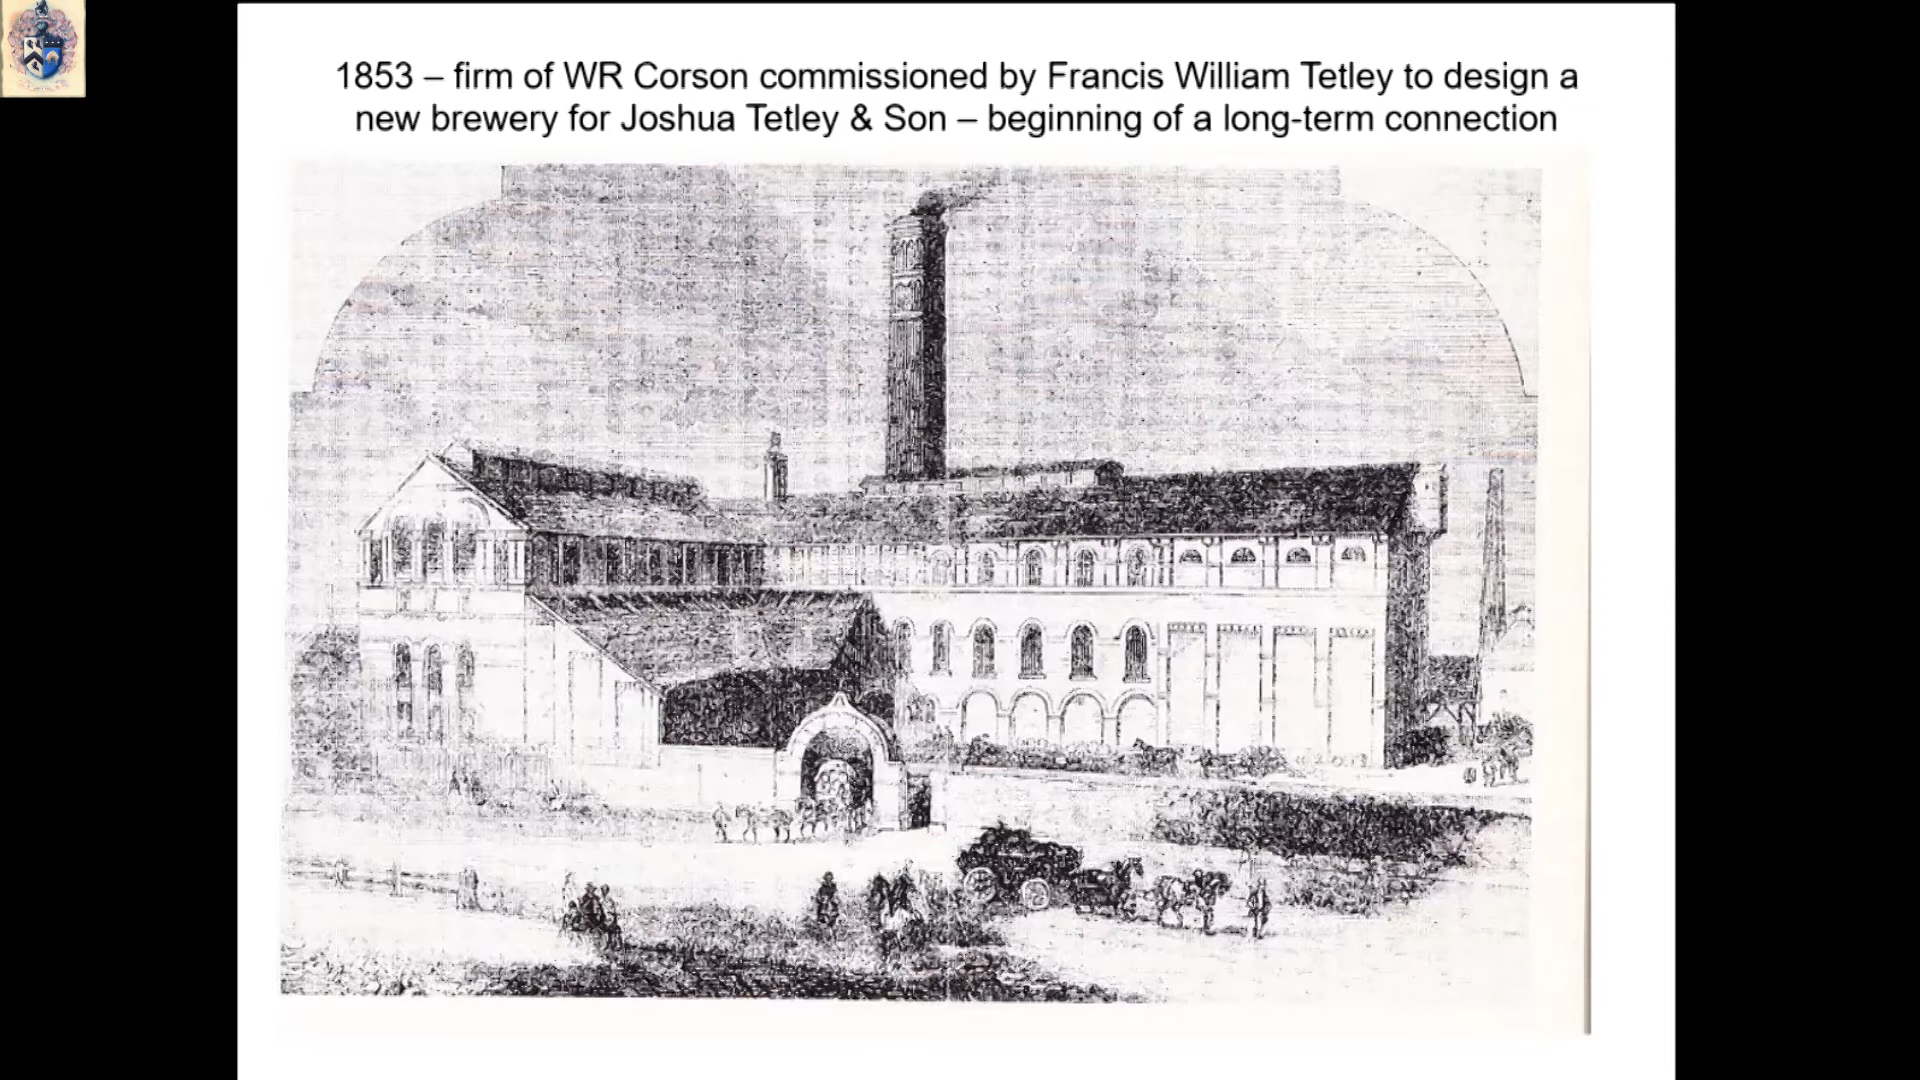 1853 – firm of WR Corson commissioned by Francis William Tetley to design a
new brewery for Joshua Tetley & Son – beginning of a long-term connection